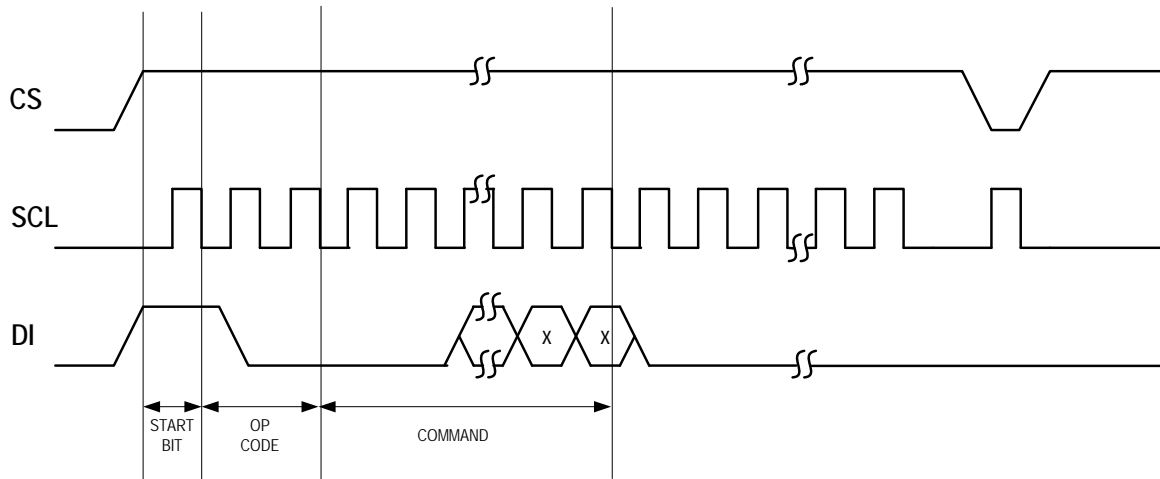 CS
SCL
DI
X X
START
BIT
OP
CODE
COMMAND